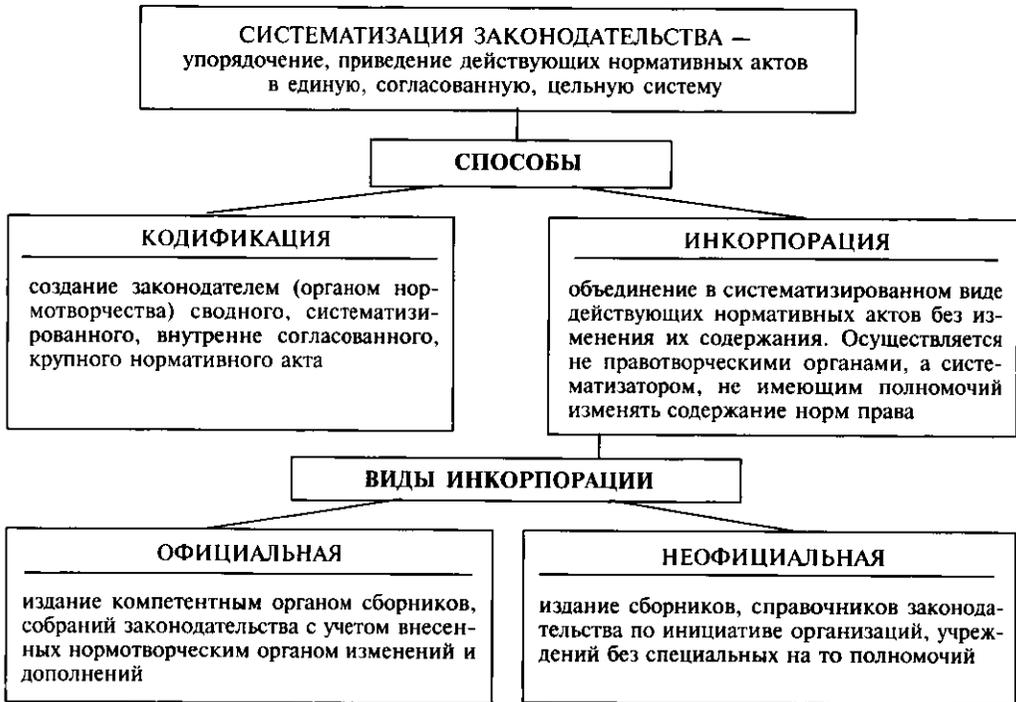 СИСТЕМАТИЗАЦИЯ ЗАКОНОДАТЕЛЬСТВА —
упорядочение, приведение действующих нормативных актов
в единую, согласованную, цельную систему
СПОСОБЫ
КОДИФИКАЦИЯ
создание законодателем (органом нор-
мотворчества) сводного, систематизи-
рованного, внутренне согласованного,
крупного нормативного акта
ИНКОРПОРАЦИЯ
объединение в систематизированном виде
действующих нормативных актов без из-
менения их содержания. Осуществляется
не правотворческими органами, а систе-
матизатором, не имеющим полномочий
изменять содержание норм права
ВИДЫ ИНКОРПОРАЦИИ
ОФИЦИАЛЬНАЯ
издание компетентным органом сборников,
собраний законодательства с учетом внесен-
ных нормотворческим органом изменений и
дополнений
НЕОФИЦИАЛЬНАЯ
издание сборников, справочников законода-
тельства по инициативе организаций, учреж-
дений без специальных на то полномочий